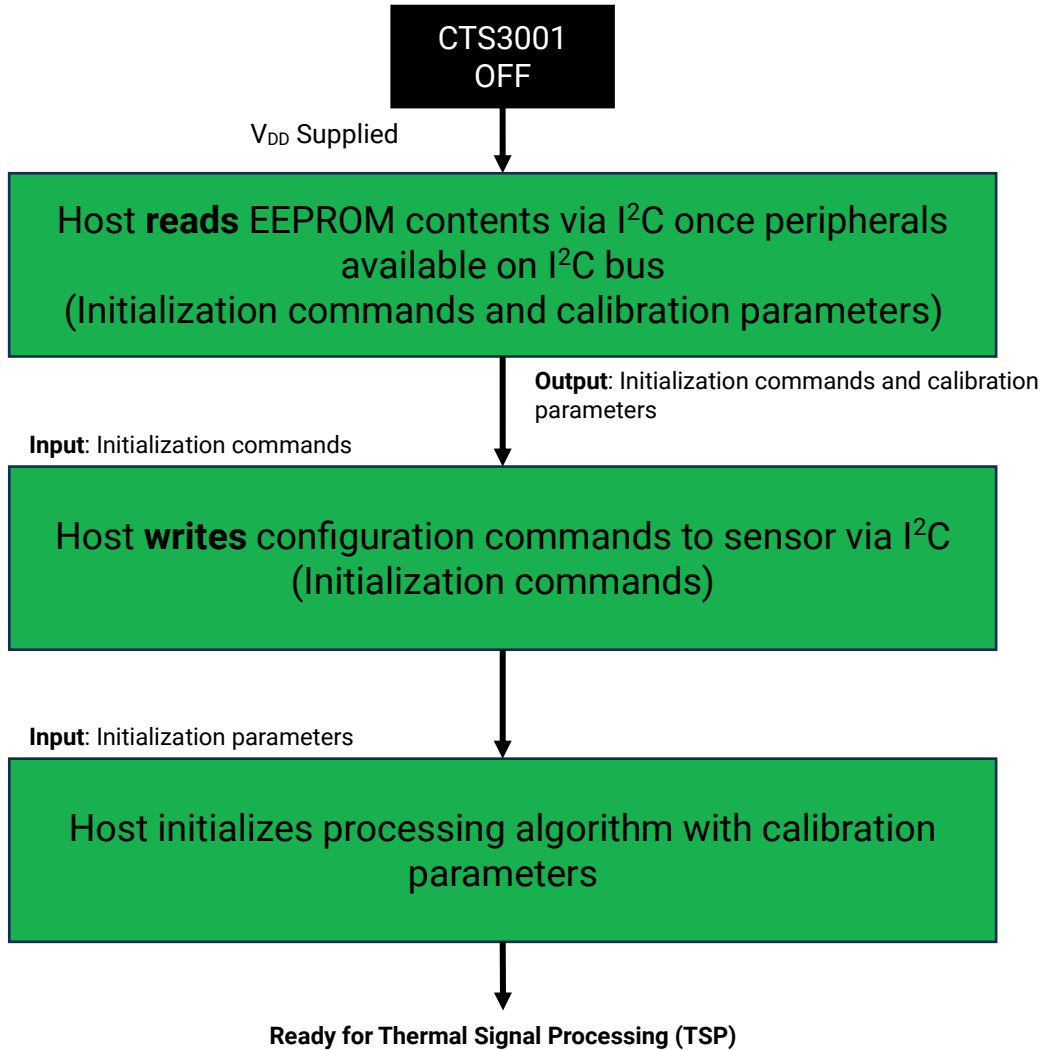 CTS3001
OFF
V_DD Supplied
Host reads EEPROM contents via I²C once peripherals
available on I²C bus
(Initialization commands and calibration parameters)
Output: Initialization commands and calibration
parameters
Input: Initialization commands
Host writes configuration commands to sensor via I²C
(Initialization commands)
Input: Initialization parameters
Host initializes processing algorithm with calibration
parameters
Ready for Thermal Signal Processing (TSP)